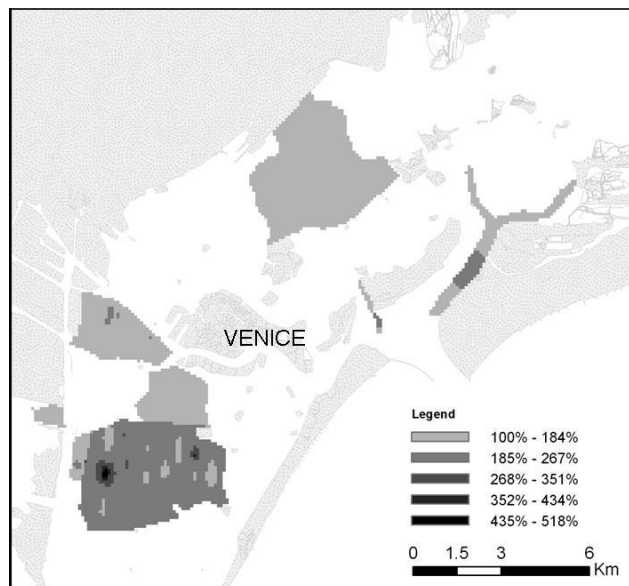 VENICE
Legend
100% - 184%
185% - 267%
268% - 351%
352% - 434%
435% - 518%
0 1.5 3 6
Km